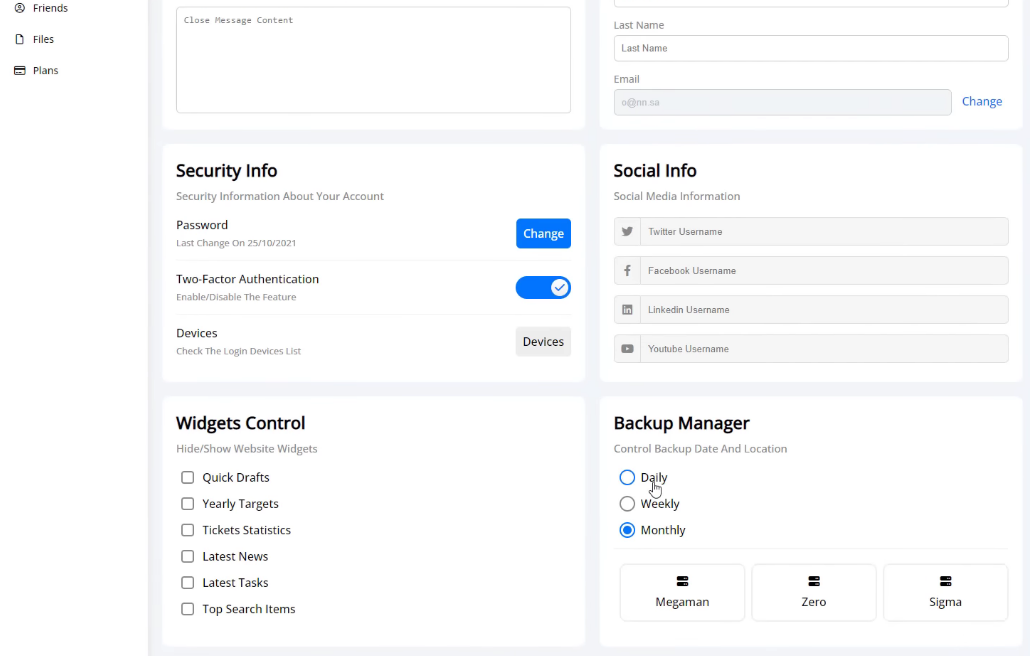 Friends
Files
Plans
Close Message Content
Last Name
Last Name
Email
o@nn.sa
Change
Security Info
Security Information About Your Account
Password
Last Change On 25/10/2021
Change
Two-Factor Authentication
Enable/Disable The Feature
Devices
Check The Login Devices List
Devices
Social Info
Social Media Information
Twitter Username
Facebook Username
Linkedin Username
Youtube Username
Widgets Control
Hide/Show Website Widgets
Quick Drafts
Yearly Targets
Tickets Statistics
Latest News
Latest Tasks
Top Search Items
Backup Manager
Control Backup Date And Location
Daily
Weekly
Monthly
Megaman
Zero
Sigma